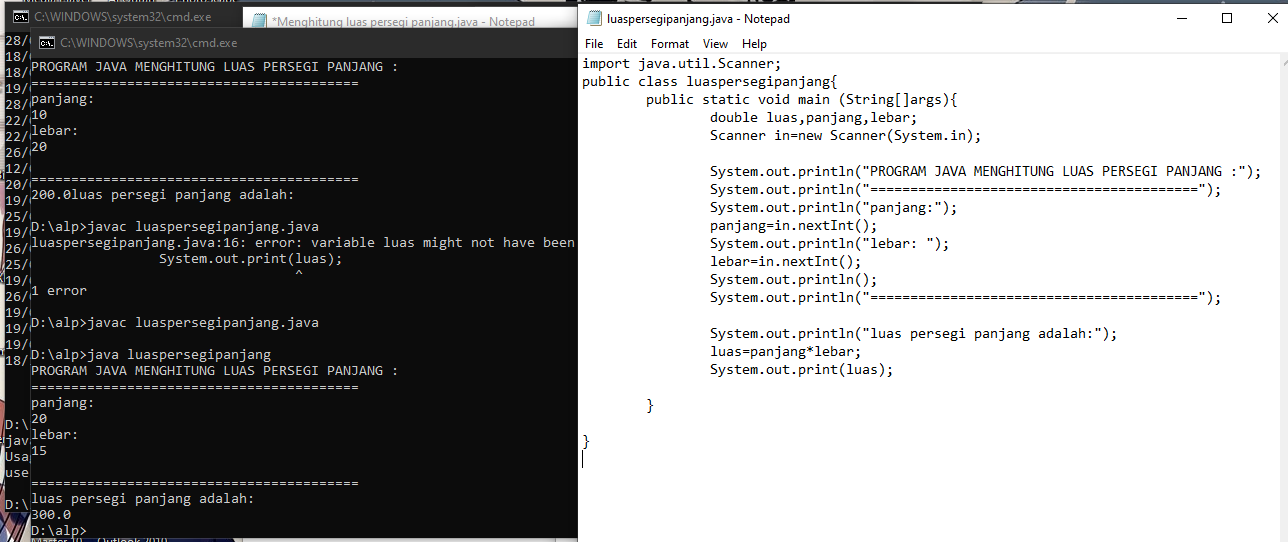 C:\WINDOWS\system32\cmd.exe
*Menghitung luas persegi panjang.java - Notepad
C:\WINDOWS\system32\cmd.exe
28/
18/
18/
19/
28/
22/
22/
26/
12/
20/
19/
25/
19/
26/
25/
19/
26/
19/
19/
18/
D:\
jav
Usa
use
D:\
PROGRAM JAVA MENGHITUNG LUAS PERSEGI PANJANG :
=========================================
panjang:
10
lebar:
20
=========================================
200.0luas persegi panjang adalah:
D:\alp>javac luaspersegipanjang.java
luaspersegipanjang.java:16: error: variable luas might not have been
System.out.print(luas);
^
1 error
D:\alp>javac luaspersegipanjang.java
D:\alp>java luaspersegipanjang
PROGRAM JAVA MENGHITUNG LUAS PERSEGI PANJANG :
=========================================
panjang:
20
lebar:
15
=========================================
luas persegi panjang adalah:
300.0
D:\alp>
luaspersegipanjang.java - Notepad
File Edit Format View Help
import java.util.Scanner;
public class luaspersegipanjang{
public static void main (String[]args){
double luas,panjang,lebar;
Scanner in=new Scanner(System.in);
System.out.println("PROGRAM JAVA MENGHITUNG LUAS PERSEGI PANJANG :");
System.out.println("=========================================");
System.out.println("panjang:");
panjang=in.nextInt();
System.out.println("lebar: ");
lebar=in.nextInt();
System.out.println();
System.out.println("=========================================");
System.out.println("luas persegi panjang adalah:");
luas=panjang*lebar;
System.out.print(luas);
}
}